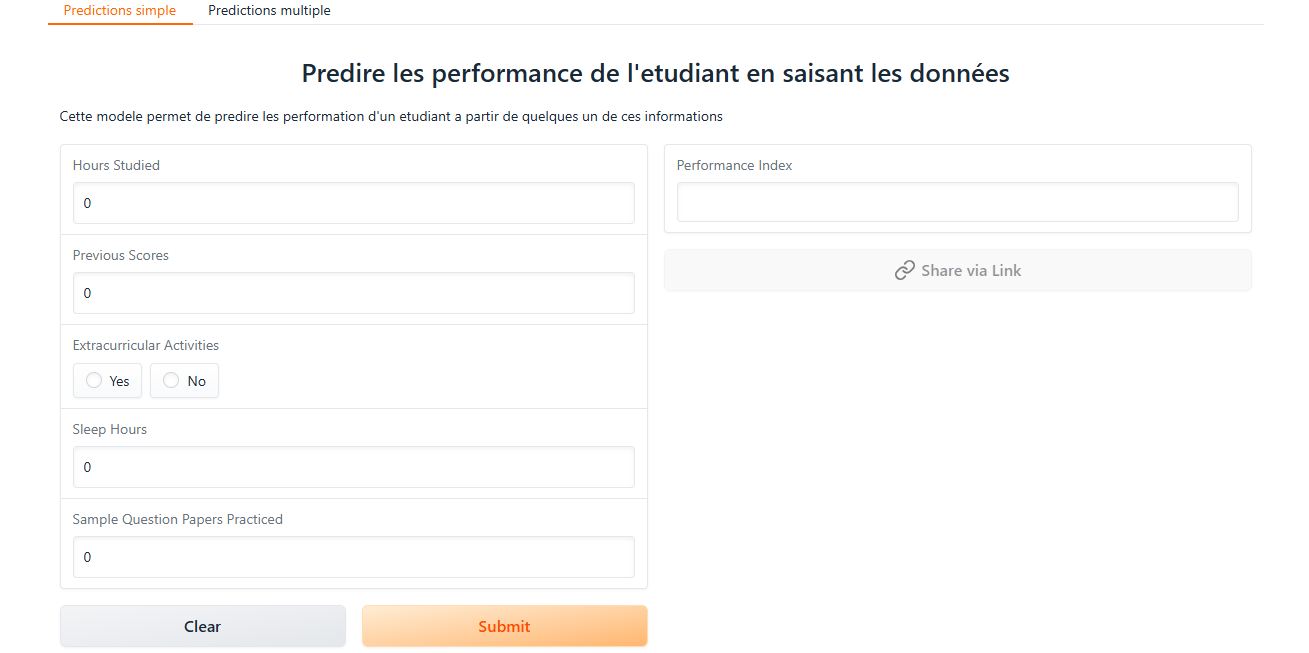 Predictions simple
Predictions multiple
Predire les performance de l'etudiant en saisant les données
Cette modele permet de predire les performation d'un etudiant a partir de quelques un de ces informations
Hours Studied
0
Previous Scores
0
Extracurricular Activities
Yes
No
Sleep Hours
0
Sample Question Papers Practiced
0
Clear
Submit
Performance Index
Share via Link